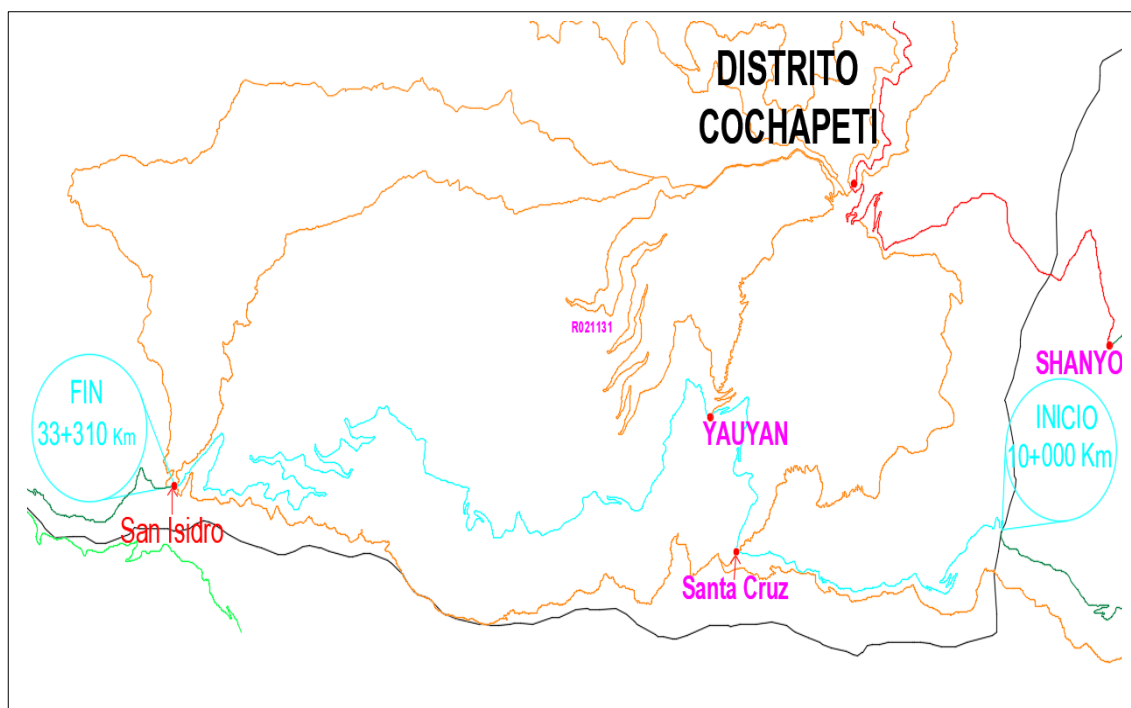 DISTRITO
COCHAPETI
R021131
SHANYO
FIN
33+310 Km
INICIO
10+000 Km
YAUYAN
San Isidro
Santa Cruz